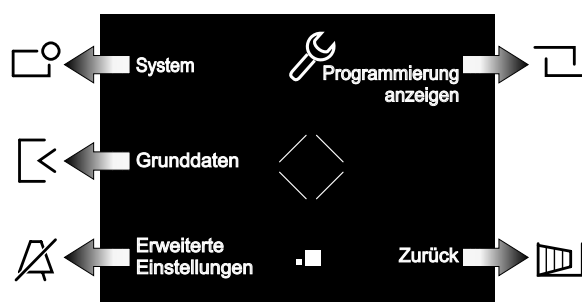 System
Programmierung
anzeigen
Grunddaten
Erweiterte
Einstellungen
Zurück